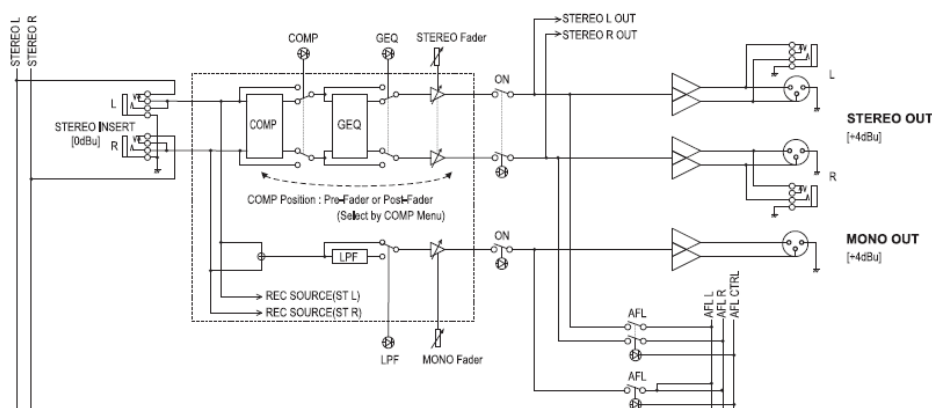 STEREO L
STEREO R
STEREO L OUT
STEREO R OUT
COMP
GEQ
STEREO Fader
ON
L
STEREO INSERT
[0dBu]
R
COMP
GEQ
L
STEREO OUT
[+4dBu]
R
COMP Position : Pre-Fader or Post-Fader
(Select by COMP Menu)
ON
MONO OUT
[+4dBu]
LPF
REC SOURCE(ST L)
REC SOURCE(ST R)
LPF
MONO Fader
AFL L
AFL R
AFL CTRL
AFL
AFL